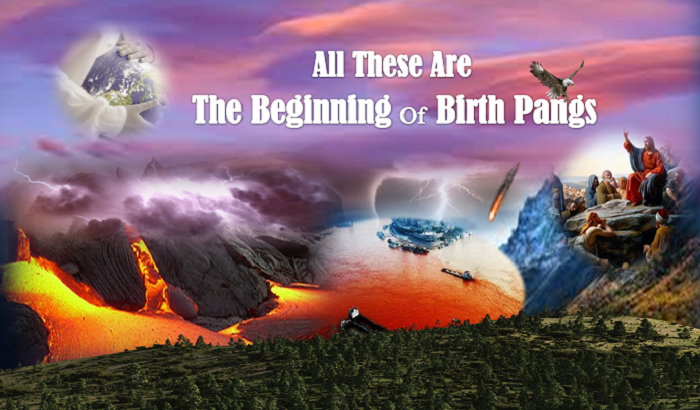 All These Are
The Beginning Of Birth Pangs